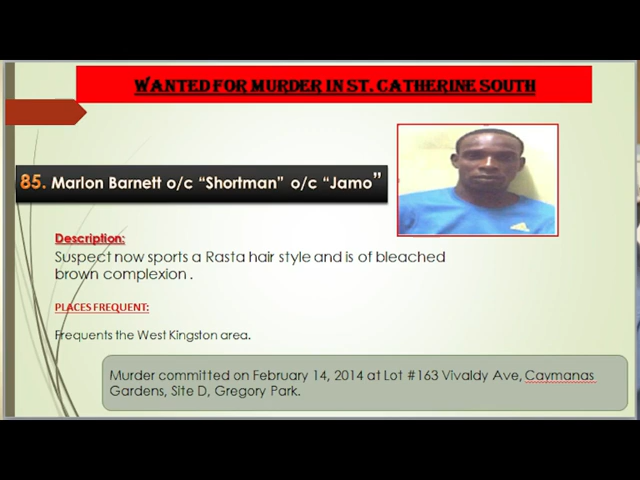 WANTED FOR MURDER IN ST. CATHERINE SOUTH
85. Marlon Barnett o/c “Shortman” o/c “Jamo”
Description:
Suspect now sports a Rasta hair style and is of bleached
brown complexion .
PLACES FREQUENT:
Frequents the West Kingston area.
Murder committed on February 14, 2014 at Lot #163 Vivaldy Ave, Caymanas
Gardens, Site D, Gregory Park.